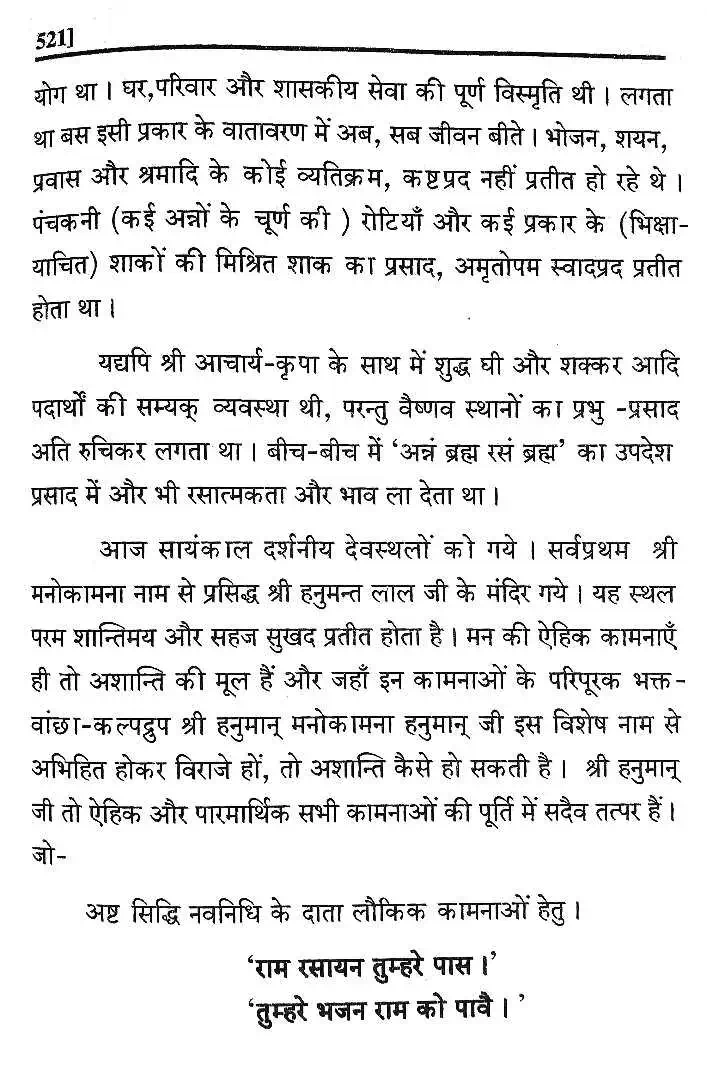 521]
योग था। घर,परिवार और शासकीय सेवा की पूर्ण विस्मृति थी। लगता
था बस इसी प्रकार के वातावरण में अब, सब जीवन बीते। भोजन, शयन,
प्रवास और श्रमादि के कोई व्यतिक्रम, कष्टप्रद नहीं प्रतीत हो रहे थे।
पंचकनी (कई अन्नों के चूर्ण की ) रोटियाँ और कई प्रकार के (भिक्षा-
याचित) शाकों की मिश्रित शाक का प्रसाद, अमृतोपम स्वादप्रद प्रतीत
होता था।
यद्यपि श्री आचार्य-कृपा के साथ में शुद्ध घी और शक्कर आदि
पदार्थों की सम्यक् व्यवस्था थी, परन्तु वैष्णव स्थानों का प्रभु -प्रसाद
अति रुचिकर लगता था। बीच-बीच में ‘अन्नं ब्रह्म रसं ब्रह्म’ का उपदेश
प्रसाद में और भी रसात्मकता और भाव ला देता था।
आज सायंकाल दर्शनीय देवस्थलों को गये। सर्वप्रथम श्री
मनोकामना नाम से प्रसिद्ध श्री हनुमन्त लाल जी के मंदिर गये। यह स्थल
परम शान्तिमय और सहज सुखद प्रतीत होता है। मन की ऐहिक कामनाएँ
ही तो अशान्ति की मूल हैं और जहाँ इन कामनाओं के परिपूरक भक्त-
वांछा-कल्पद्रुप श्री हनुमान् मनोकामना हनुमान् जी इस विशेष नाम से
अभिहित होकर विराजे हों, तो अशान्ति कैसे हो सकती है। श्री हनुमान्
जी तो ऐहिक और पारमार्थिक सभी कामनाओं की पूर्ति में सदैव तत्पर हैं।
जो-
अष्ट सिद्धि नवनिधि के दाता लौकिक कामनाओं हेतु।
‘राम रसायन तुम्हरे पास।’
‘तुम्हरे भजन राम को पावै। ’